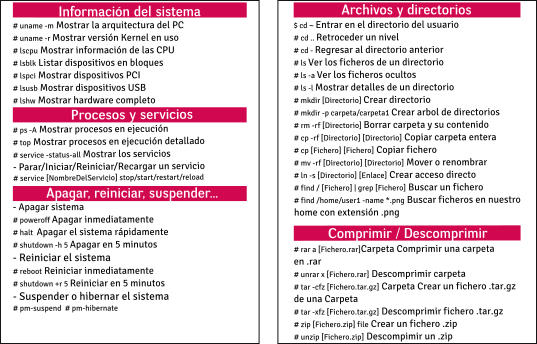 Información del sistema
# uname -m Mostrar la arquitectura del PC
# uname -r Mostrar versión Kernel en uso
# lscpu Mostrar información de las CPU
# lsblk Listar dispositivos en bloques
# lspci Mostrar dispositivos PCI
# lsusb Mostrar dispositivos USB
# lshw Mostrar hardware completo
Procesos y servicios
# ps -A Mostrar procesos en ejecución
# top Mostrar procesos en ejecución detallado
# service -status-all Mostrar los servicios
- Parar/Iniciar/Reiniciar/Recargar un servicio
# service [NombreDelServicio] stop/start/restart/reload
Apagar, reiniciar, suspender...
- Apagar sistema
# poweroff Apagar inmediatamente
# halt Apagar el sistema rápidamente
# shutdown -h 5 Apagar en 5 minutos
- Reiniciar el sistema
# reboot Reiniciar inmediatamente
# shutdown +r 5 Reiniciar en 5 minutos
- Suspender o hibernar el sistema
# pm-suspend # pm-hibernate
Archivos y directorios
$ cd ~ Entrar en el directorio del usuario
# cd .. Retroceder un nivel
# cd - Regresar al directorio anterior
# ls Ver los ficheros de un directorio
# ls -a Ver los ficheros ocultos
# ls -l Mostrar detalles de un directorio
# mkdir [Directorio] Crear directorio
# mkdir -p carpeta/carpeta1 Crear arbol de directorios
# rm -rf [Directorio] Borrar carpeta y su contenido
# cp -rf [Directorio] [Directorio] Copiar carpeta entera
# cp [Fichero] [Fichero] Copiar fichero
# mv -rf [Directorio] [Directorio] Mover o renombrar
# ln -s [Directorio] [Enlace] Crear acceso directo
# find / [Fichero] | grep [Fichero] Buscar un fichero
# find /home/user1 -name *.png Buscar ficheros en nuestro
home con extensión .png
Comprimir / Descomprimir
# rar a [Fichero.rar]Carpeta Comprimir una carpeta
en .rar
# unrar x [Fichero.rar] Descomprimir carpeta
# tar -cfz [Fichero.tar.gz] Carpeta Crear un fichero .tar.gz
de una Carpeta
# tar -xfz [Fichero.tar.gz] Descomprimir fichero .tar.gz
# zip [Fichero.zip] file Crear un fichero .zip
# unzip [Fichero.zip] Descompimir un .zip